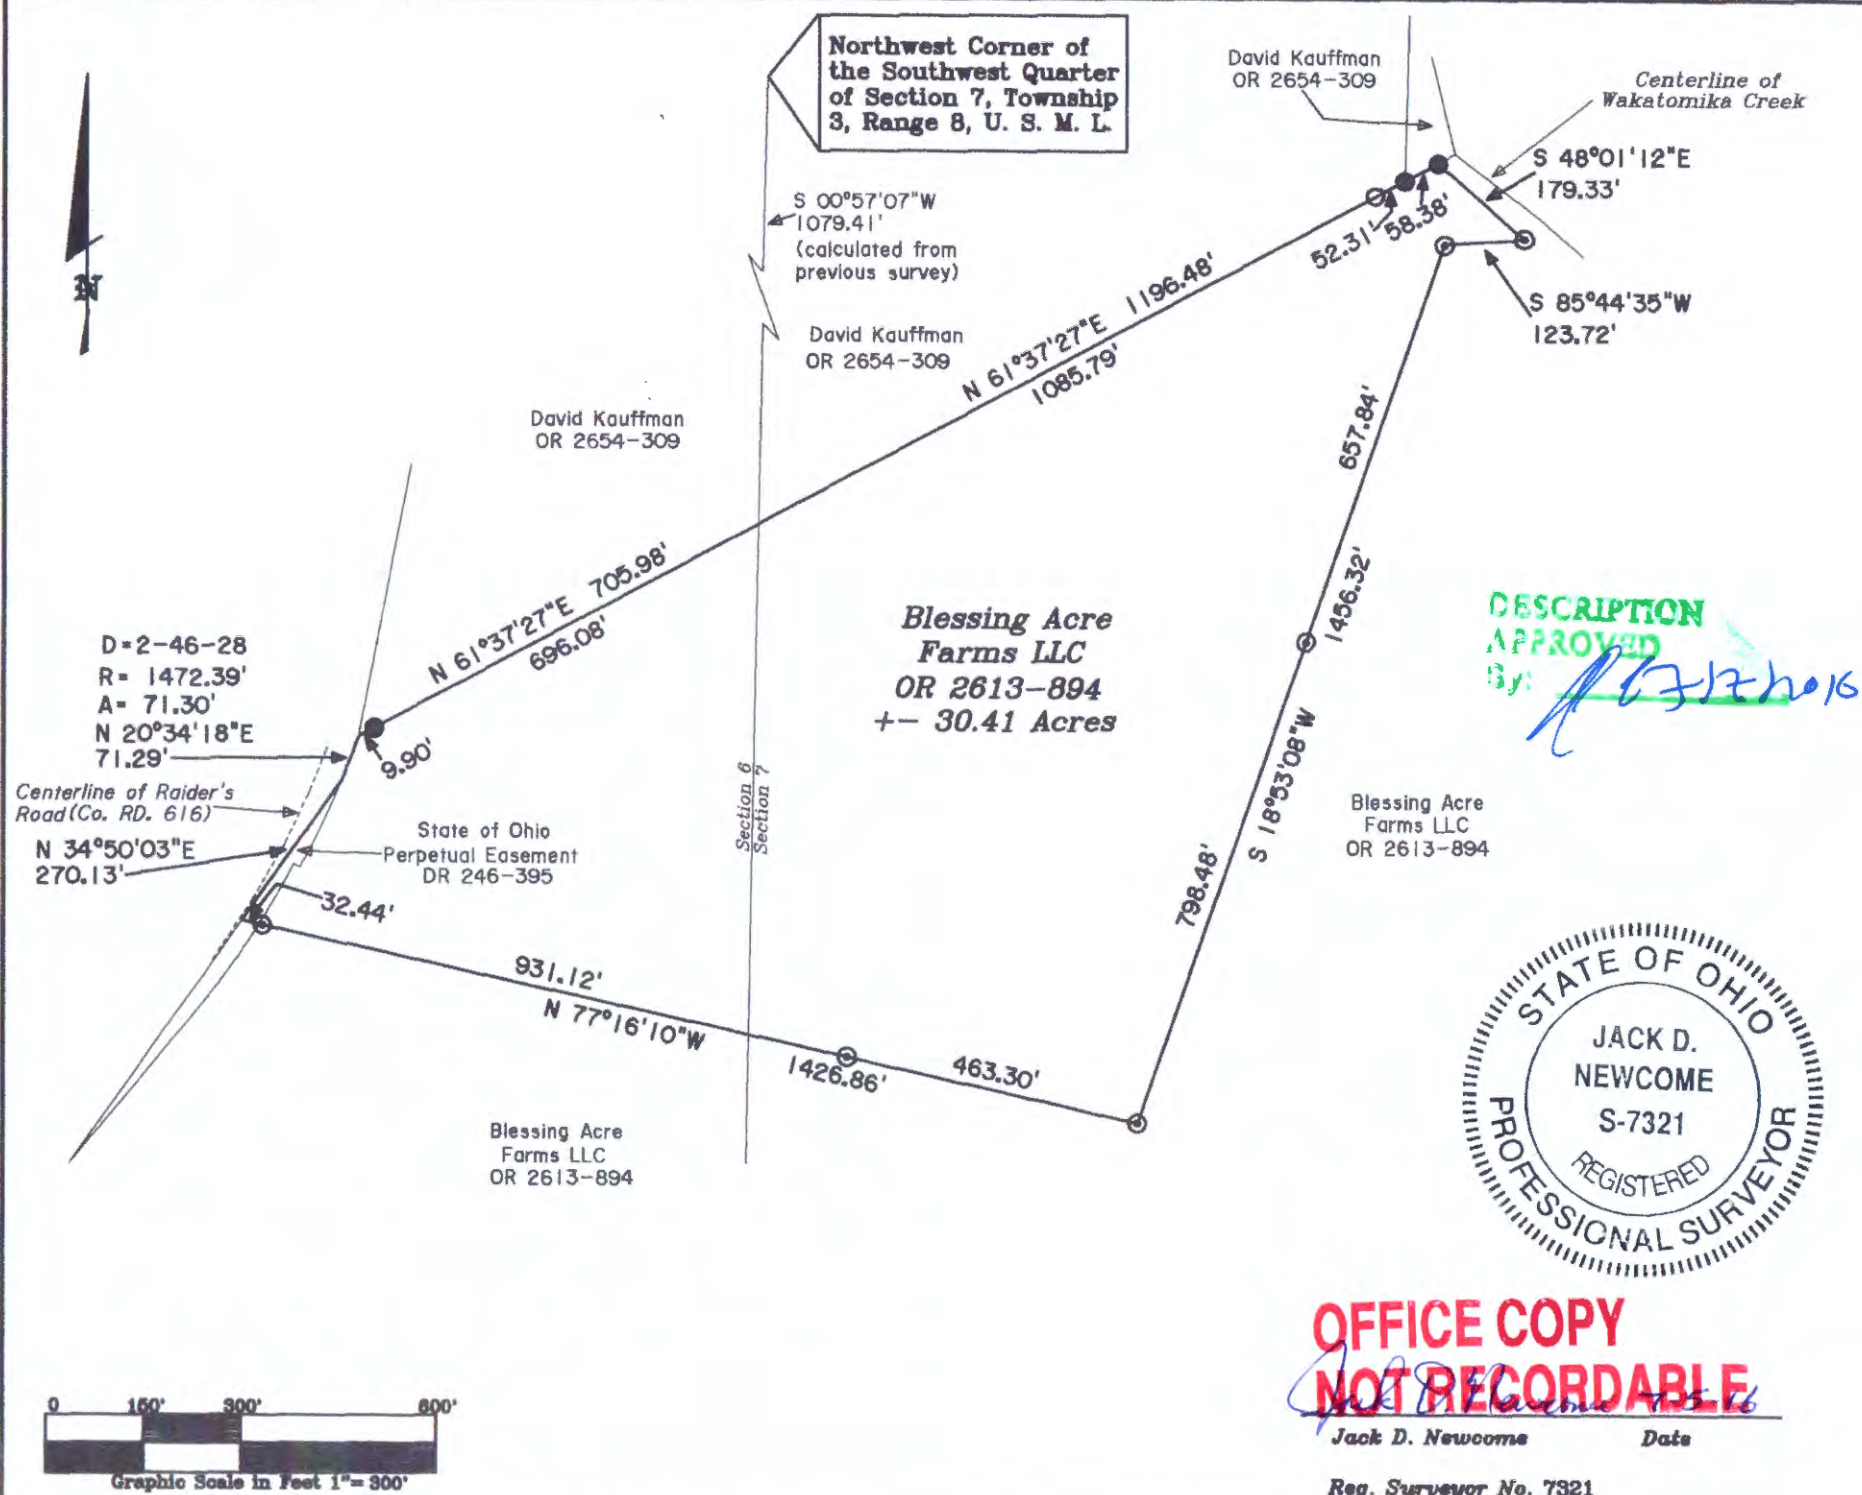 Northwest Corner of
the Southwest Quarter
of Section 7, Township
3, Range 8, U. S. M. L.
David Kauffman
OR 2654-309
Centerline of
Wakatomika Creek
N
S 00°57'07"W
1079.41'
(calculated from
previous survey)
S 48°01'12"E
179.33'
52.31'
58.38'
S 85°44'35"W
123.72'
David Kauffman
OR 2654-309
N 61°37'27"E 1196.48'
1085.79'
David Kauffman
OR 2654-309
657.84'
1456.32'
N 61°37'27"E 705.98'
696.08'
Blessing Acre
Farms LLC
OR 2613-894
+- 30.41 Acres
DESCRIPTION
APPROVED
By:
D=2-46-28
R= 1472.39'
A= 71.30'
N 20°34'18"E
71.29'
9.90'
Centerline of Raider's
Road(Co. RD. 616)
N 34°50'03"E
270.13'
State of Ohio
Perpetual Easement
DR 246-395
32.44'
Section 6
Section 7
S 18°53'08"W
798.48'
Blessing Acre
Farms LLC
OR 2613-894
931.12'
N 77°16'10"W
1426.86'
463.30'
Blessing Acre
Farms LLC
OR 2613-894
STATE OF OHIO
JACK D.
NEWCOME
S-7321
REGISTERED
PROFESSIONAL SURVEYOR
OFFICE COPY
NOT RECORDABLE
Jack D. Newcome 7-5-16
Jack D. Newcome Date
Reg. Surveyor No. 7321
0 150' 300' 600'
Graphic Scale in Feet 1"= 300'